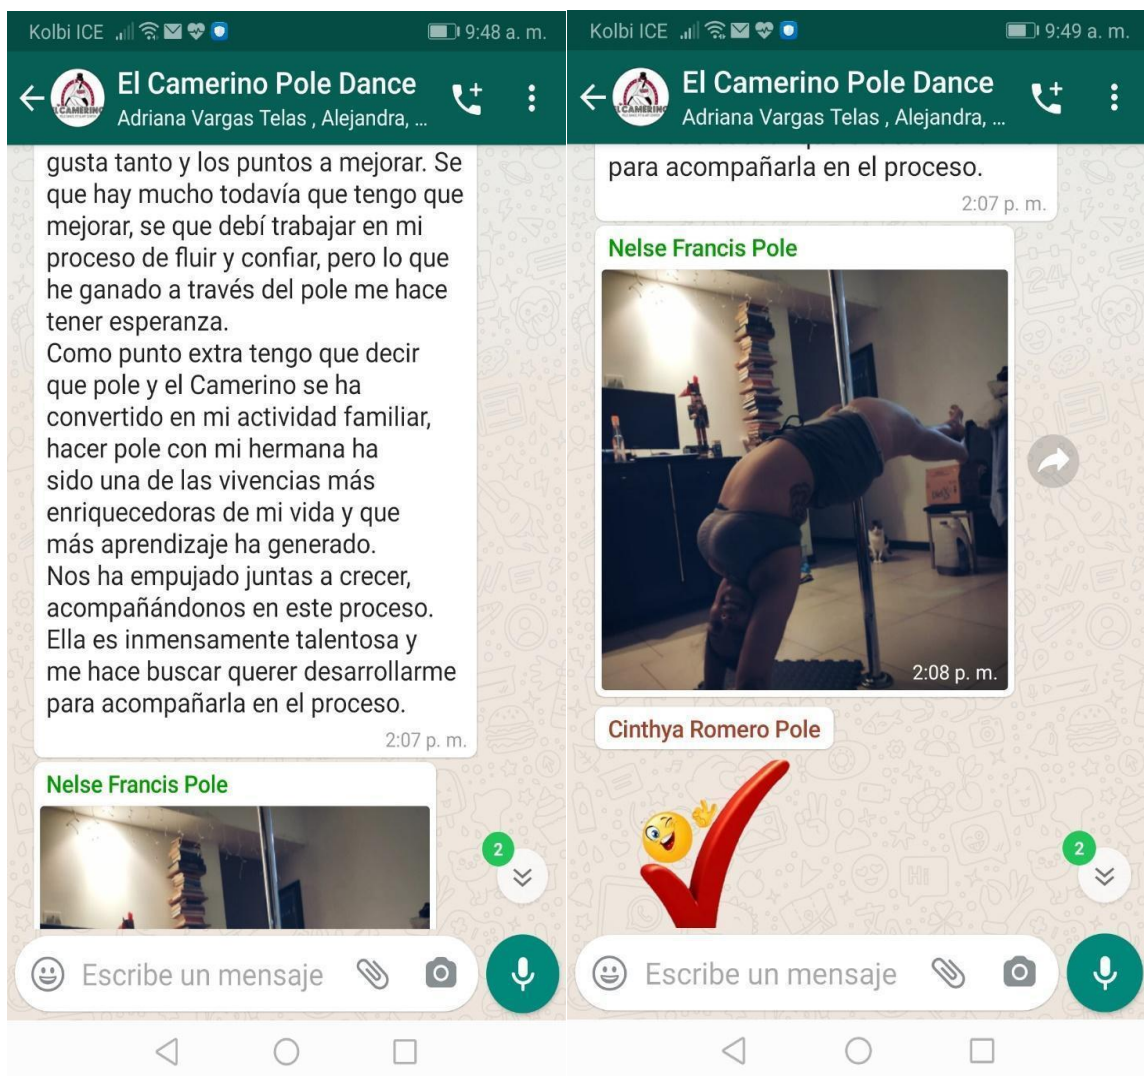 Kolbi ICE
9:48 a. m.
El Camerino Pole Dance
Adriana Vargas Telas , Alejandra, ...
gusta tanto y los puntos a mejorar. Se
que hay mucho todavía que tengo que
mejorar, se que debí trabajar en mi
proceso de fluir y confiar, pero lo que
he ganado a través del pole me hace
tener esperanza.
Como punto extra tengo que decir
que pole y el Camerino se ha
convertido en mi actividad familiar,
hacer pole con mi hermana ha
sido una de las vivencias más
enriquecedoras de mi vida y que
más aprendizaje ha generado.
Nos ha empujado juntas a crecer,
acompañándonos en este proceso.
Ella es inmensamente talentosa y
me hace buscar querer desarrollarme
para acompañarla en el proceso.
2:07 p. m.
Nelse Francis Pole
2
Escribe un mensaje
Kolbi ICE
9:49 a. m.
El Camerino Pole Dance
Adriana Vargas Telas , Alejandra, ...
para acompañarla en el proceso.
2:07 p. m.
Nelse Francis Pole
2:08 p. m.
Cinthya Romero Pole
2
Escribe un mensaje